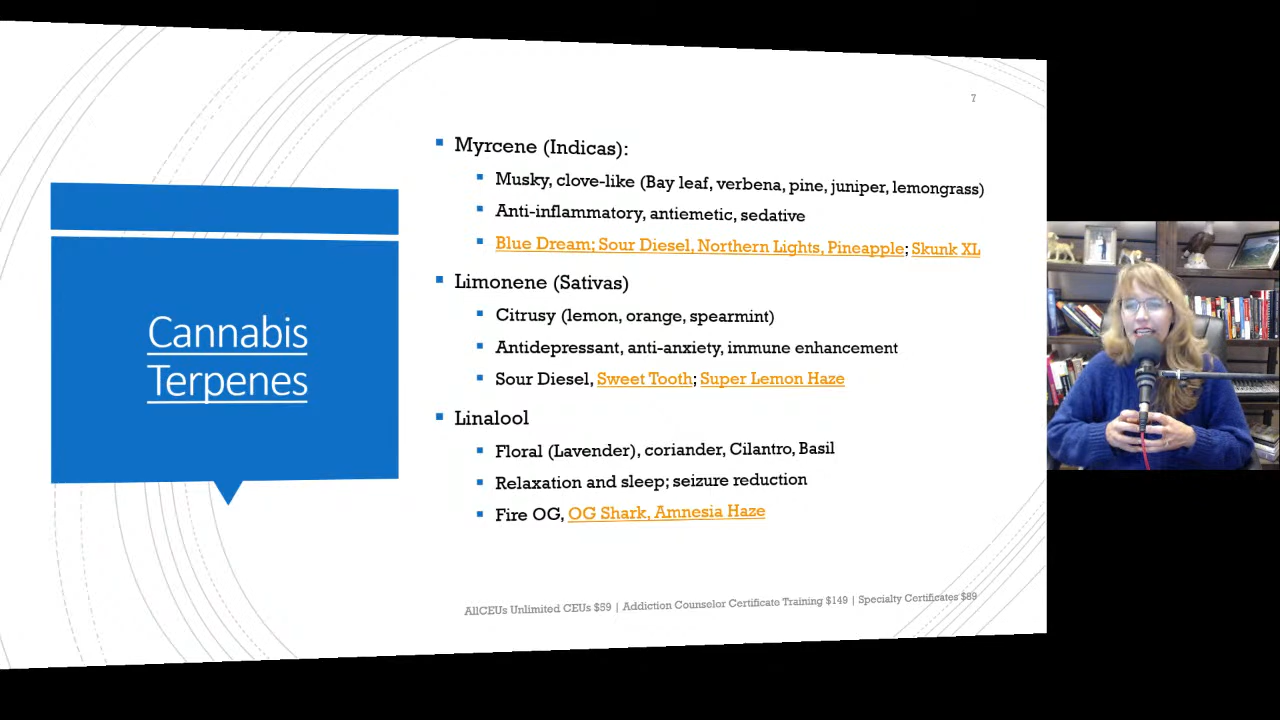 7
Cannabis
Terpenes
Myrcene (Indicas):
Musky, clove-like (Bay leaf, verbena, pine, juniper, lemongrass)
Anti-inflammatory, antiemetic, sedative
Blue Dream; Sour Diesel, Northern Lights, Pineapple; Skunk XL
Limonene (Sativas)
Citrusy (lemon, orange, spearmint)
Antidepressant, anti-anxiety, immune enhancement
Sour Diesel, Sweet Tooth; Super Lemon Haze
Linalool
Floral (Lavender), coriander, Cilantro, Basil
Relaxation and sleep; seizure reduction
Fire OG, OG Shark, Amnesia Haze
AllCEUs Unlimited CEUs $59 | Addiction Counselor Certificate Training $149 | Specialty Certificates $89